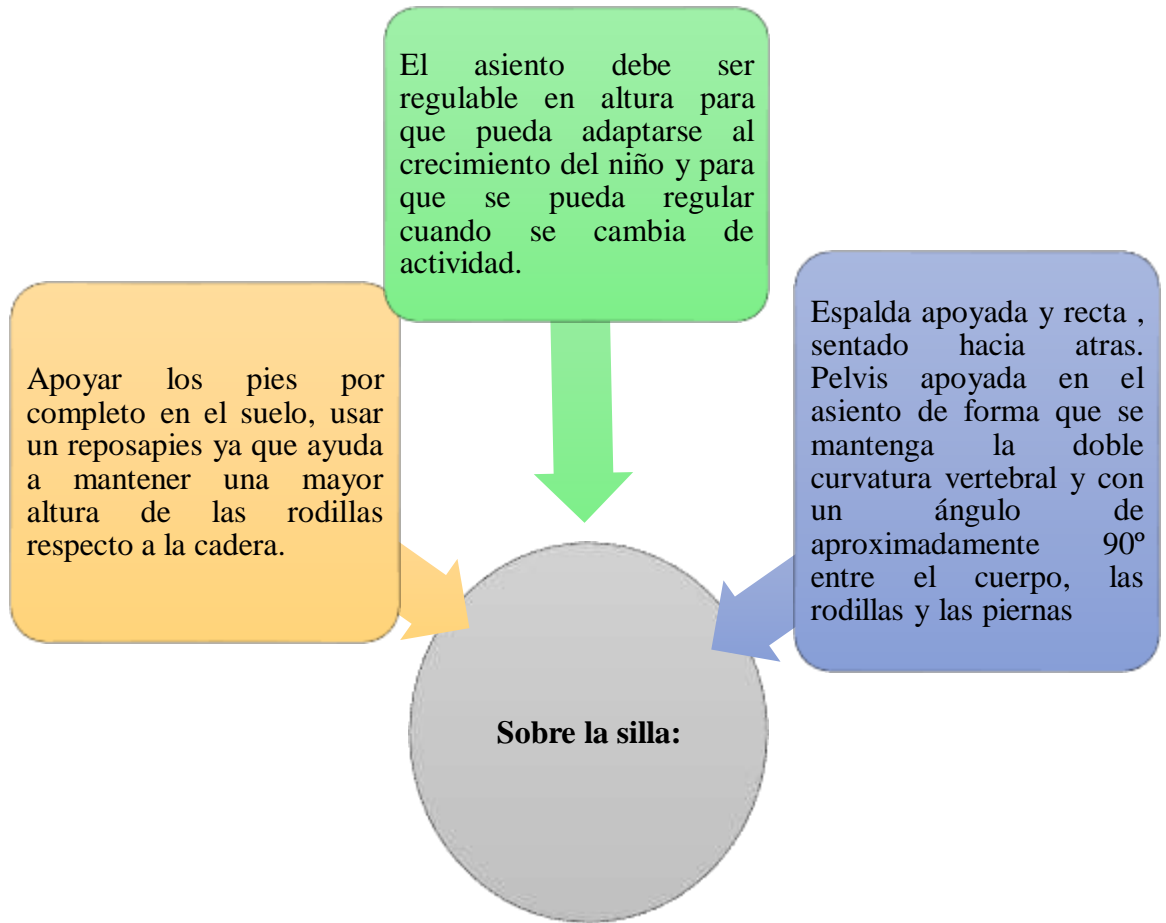 El asiento debe ser
regulable en altura para
que pueda adaptarse al
crecimiento del niño y para
que se pueda regular
cuando se cambia de
actividad.
Apoyar los pies por
completo en el suelo, usar
un reposapies ya que ayuda
a mantener una mayor
altura de las rodillas
respecto a la cadera.
Espalda apoyada y recta ,
sentado hacia atras.
Pelvis apoyada en el
asiento de forma que se
mantenga la doble
curvatura vertebral y con
un ángulo de
aproximadamente 90º
entre el cuerpo, las
rodillas y las piernas
Sobre la silla: